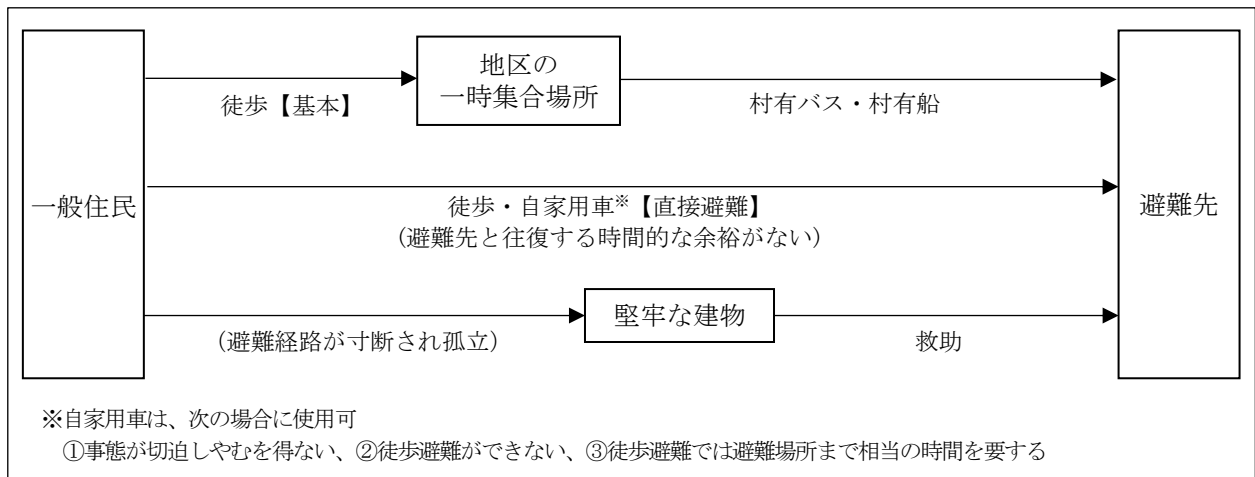 一般住民
徒歩【基本】
地区の
一時集合場所
村有バス・村有船
徒歩・自家用車※【直接避難】
(避難先と往復する時間的な余裕がない)
(避難経路が寸断され孤立)
堅牢な建物
救助
避難先
※自家用車は、次の場合に使用可
①事態が切迫しやむを得ない、②徒歩避難ができない、③徒歩避難では避難場所まで相当の時間を要する